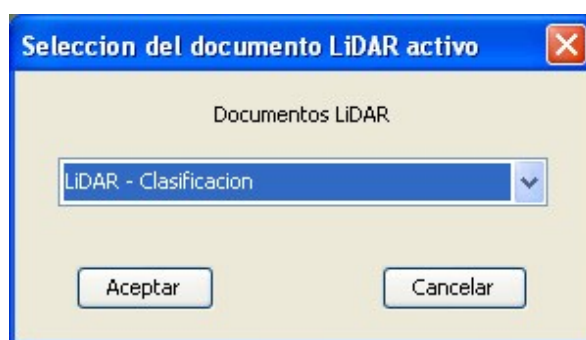 Seleccion del documento LiDAR activo
Documentos LiDAR
LiDAR - Clasificacion
Aceptar Cancelar